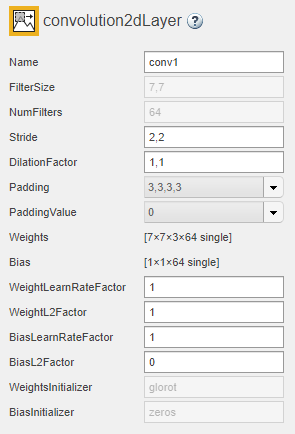 convolution2dLayer ?
Name conv1
FilterSize 7,7
NumFilters 64
Stride 2,2
DilationFactor 1,1
Padding 3,3,3,3
PaddingValue 0
Weights [7×7×3×64 single]
Bias [1×1×64 single]
WeightLearnRateFactor 1
WeightL2Factor 1
BiasLearnRateFactor 1
BiasL2Factor 0
WeightsInitializer glorot
BiasInitializer zeros